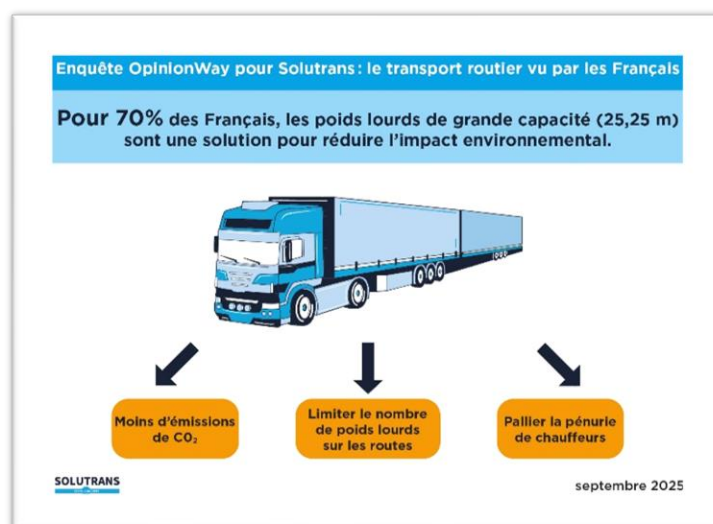 Enquête OpinionWay pour Solutrans : le transport routier vu par les Français
Pour 70% des Français, les poids lourds de grande capacité (25,25 m)
sont une solution pour réduire l'impact environnemental.
Moins d'émissions
de CO₂
Limiter le nombre
de poids lourds
sur les routes
Pallier la pénurie
de chauffeurs
SOLUTRANS
septembre 2025